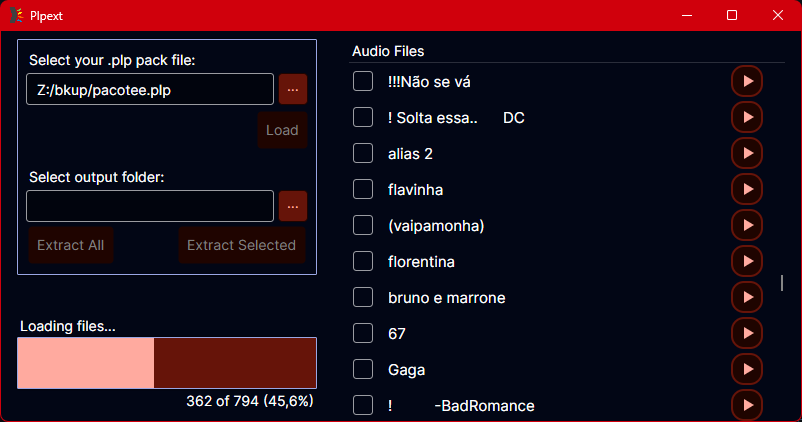 Plpext
Select your .plp pack file:
Z:/bkup/pacotee.plp
...
Load
Select output folder:
...
Extract All
Extract Selected
Loading files...
362 of 794 (45,6%)
Audio Files
!!!Não se vá
! Solta essa.. DC
alias 2
flavinha
(vaipamonha)
florentina
bruno e marrone
67
Gaga
! -BadRomance